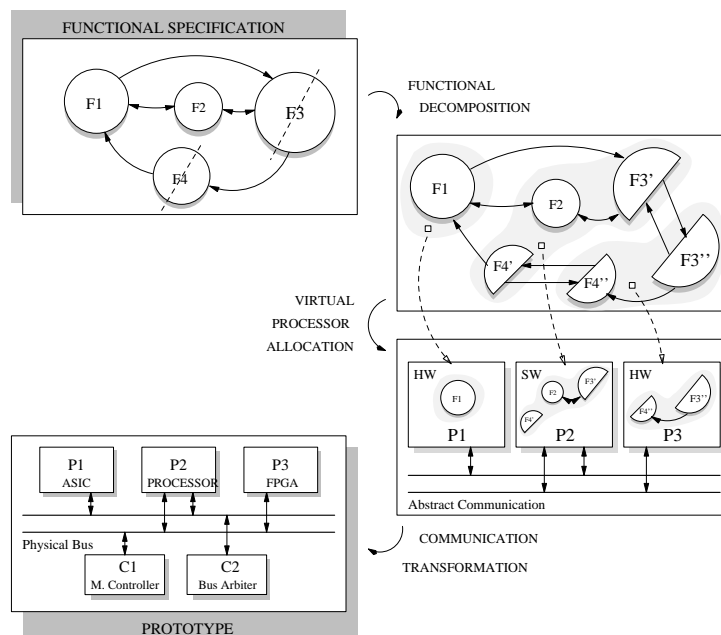 FUNCTIONAL SPECIFICATION
F1
F2
F3
F4
FUNCTIONAL
DECOMPOSITION
F1
F2
F3'
F3''
F4'
F4''
VIRTUAL
PROCESSOR
ALLOCATION
HW
F1
P1
SW
F2
F3'
F4'
P2
HW
F4''
F3''
P3
Abstract Communication
COMMUNICATION
TRANSFORMATION
P1
ASIC
P2
PROCESSOR
P3
FPGA
Physical Bus
C1
M. Controller
C2
Bus Arbiter
PROTOTYPE